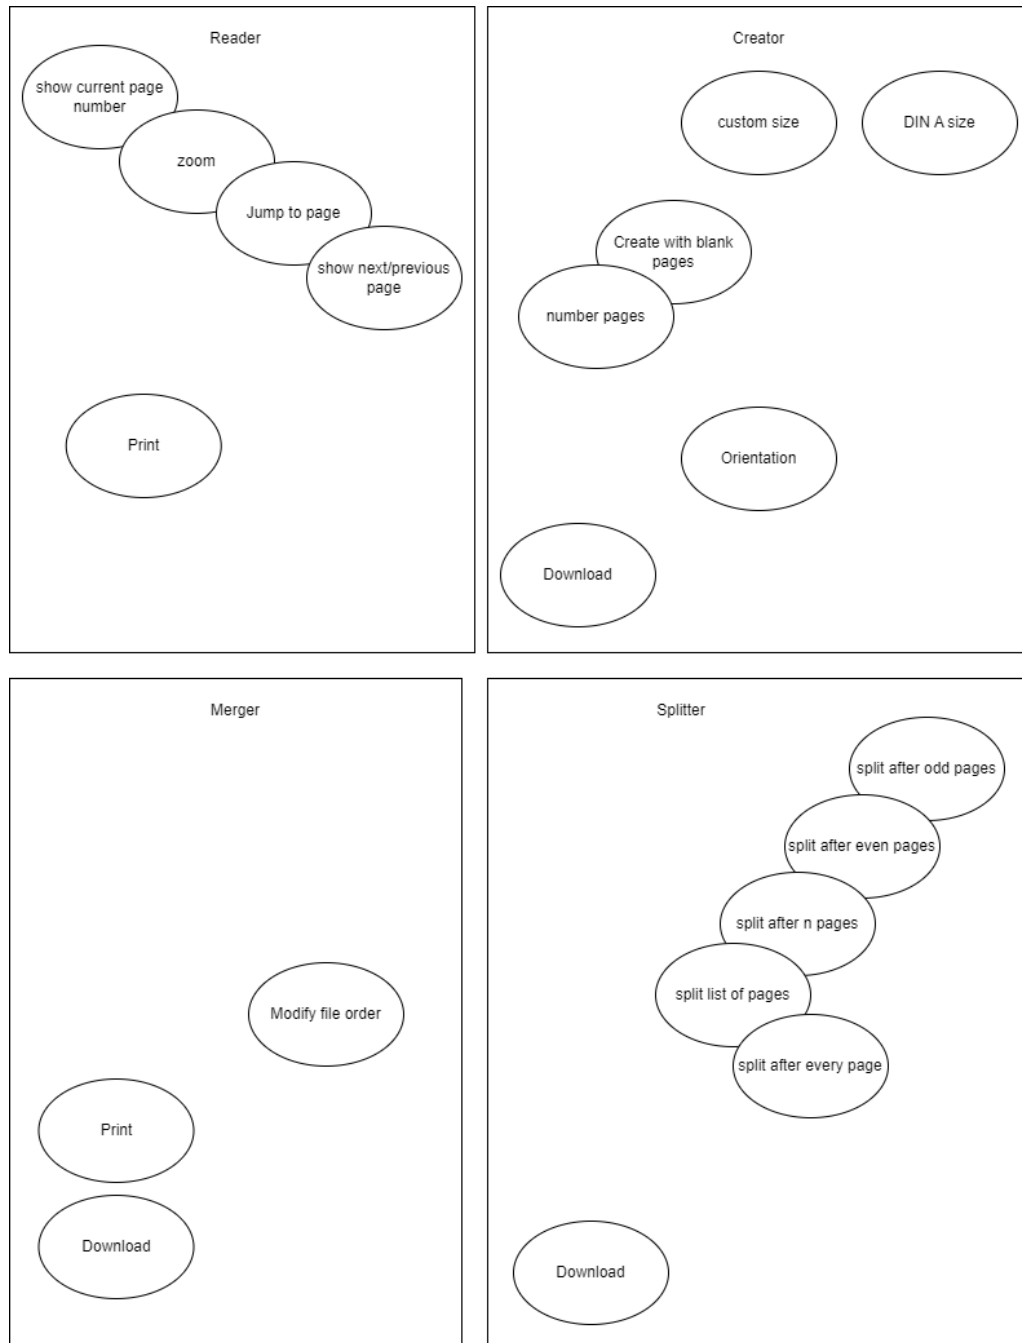 Reader
show current page
number
zoom
Jump to page
show next/previous
page
Print
Creator
custom size
DIN A size
Create with blank
pages
number pages
Orientation
Download
Merger
Modify file order
Print
Download
Splitter
split after odd pages
split after even pages
split after n pages
split list of pages
split after every page
Download